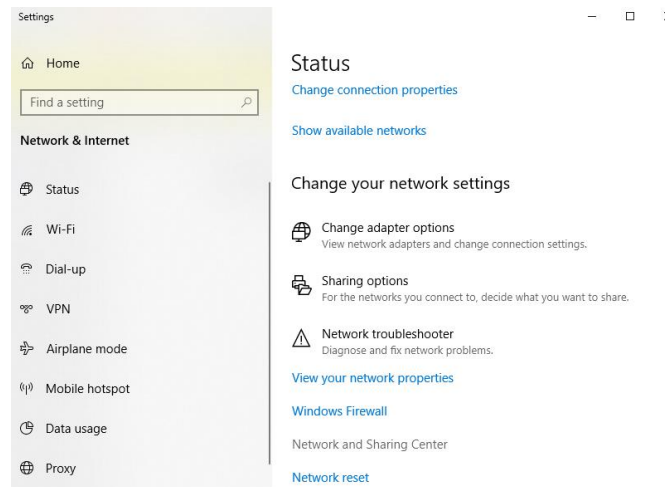 Settings
Home
Find a setting
Network & Internet
Status
Wi-Fi
Dial-up
VPN
Airplane mode
Mobile hotspot
Data usage
Proxy
Status
Change connection properties
Show available networks
Change your network settings
Change adapter options
View network adapters and change connection settings.
Sharing options
For the networks you connect to, decide what you want to share.
Network troubleshooter
Diagnose and fix network problems.
View your network properties
Windows Firewall
Network and Sharing Center
Network reset